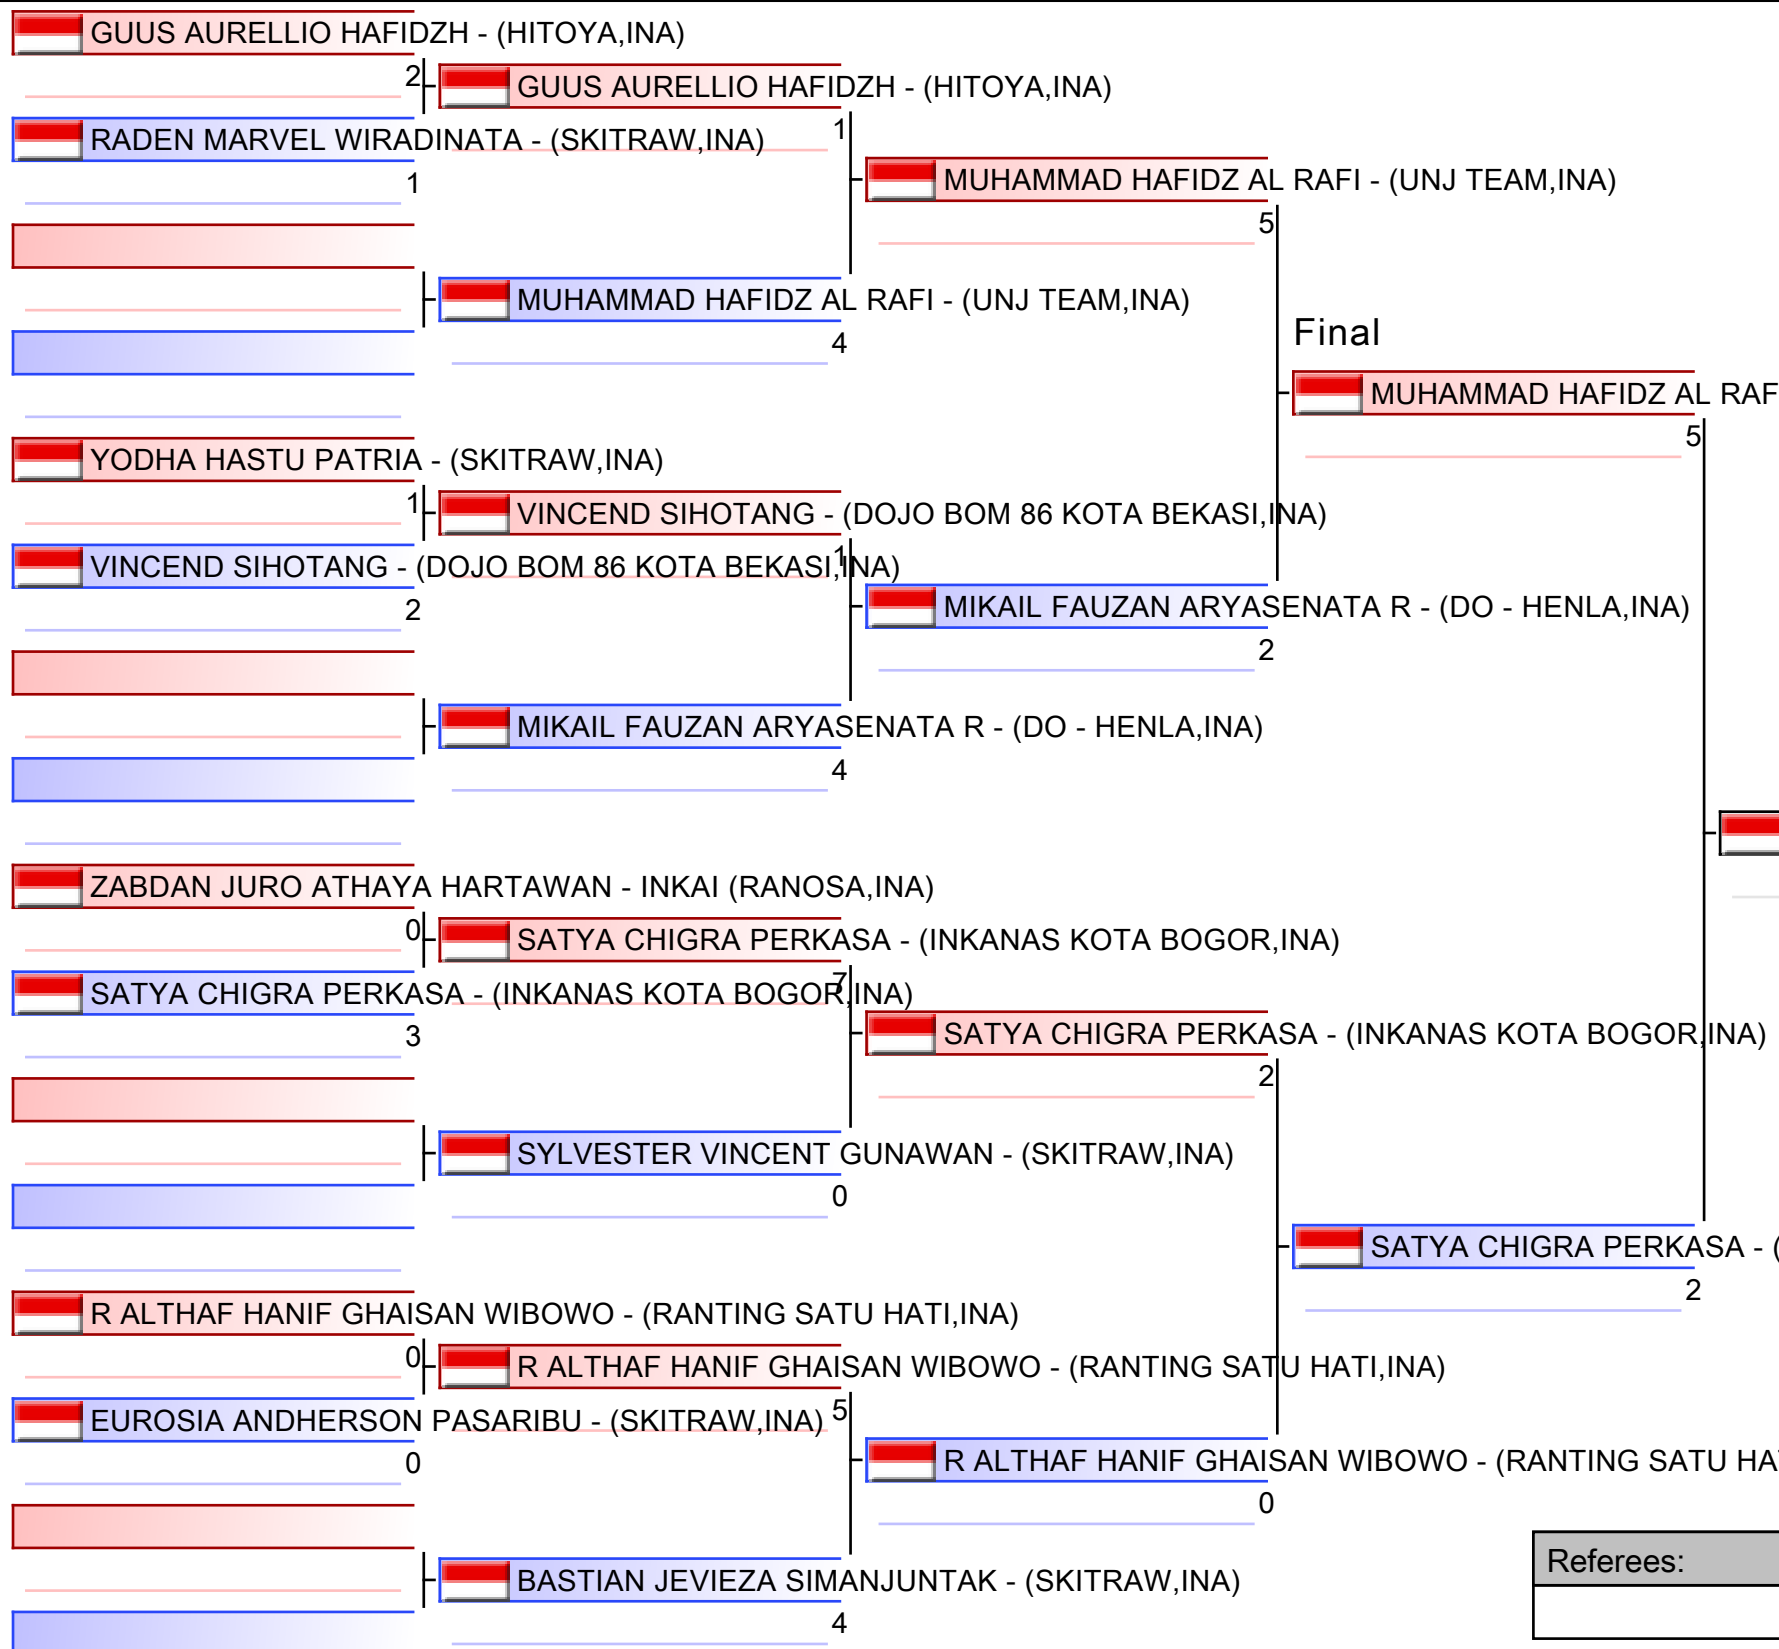 GUUS AURELLIO HAFIDZH - (HITOYA,INA)
2
GUUS AURELLIO HAFIDZH - (HITOYA,INA)
1
RADEN MARVEL WIRADINATA - (SKITRAW,INA)
1
MUHAMMAD HAFIDZ AL RAFI - (UNJ TEAM,INA)
5
MUHAMMAD HAFIDZ AL RAFI - (UNJ TEAM,INA)
4
Final
MUHAMMAD HAFIDZ AL RAF
5
YODHA HASTU PATRIA - (SKITRAW,INA)
1
VINCEND SIHOTANG - (DOJO BOM 86 KOTA BEKASI,INA)
1
VINCEND SIHOTANG - (DOJO BOM 86 KOTA BEKASI,INA)
2
MIKAIL FAUZAN ARYASENATA R - (DO - HENLA,INA)
2
MIKAIL FAUZAN ARYASENATA R - (DO - HENLA,INA)
4
ZABDAN JURO ATHAYA HARTAWAN - INKAI (RANOSA,INA)
0
SATYA CHIGRA PERKASA - (INKANAS KOTA BOGOR,INA)
7
SATYA CHIGRA PERKASA - (INKANAS KOTA BOGOR,INA)
3
SATYA CHIGRA PERKASA - (INKANAS KOTA BOGOR,INA)
2
SYLVESTER VINCENT GUNAWAN - (SKITRAW,INA)
0
SATYA CHIGRA PERKASA - (
2
R ALTHAF HANIF GHAISAN WIBOWO - (RANTING SATU HATI,INA)
0
R ALTHAF HANIF GHAISAN WIBOWO - (RANTING SATU HATI,INA)
5
EUROSIA ANDHERSON PASARIBU - (SKITRAW,INA)
0
R ALTHAF HANIF GHAISAN WIBOWO - (RANTING SATU HA
0
BASTIAN JEVIEZA SIMANJUNTAK - (SKITRAW,INA)
4
Referees: